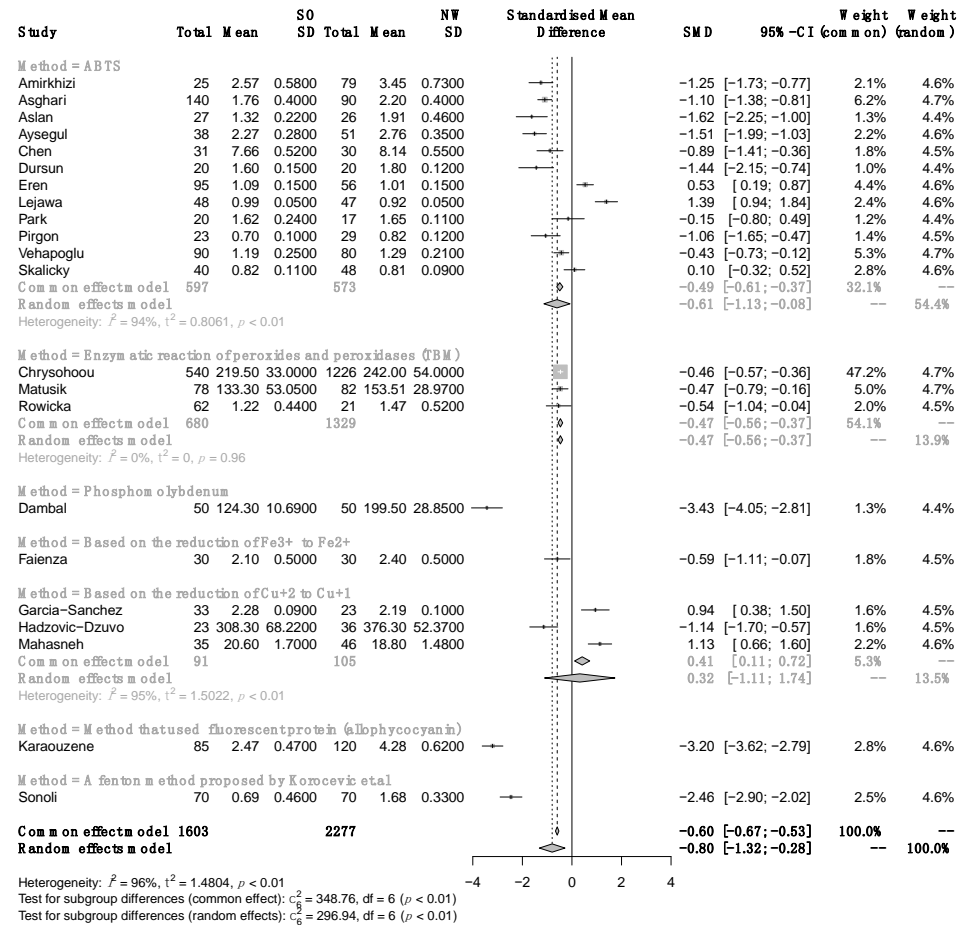 SO NW Standardised Mean Weight Weight
Study Total Mean SD Total Mean SD Difference SMD 95%-CI (common) (random)
Method = ABTS
Amirkhizi 25 2.57 0.5800 79 3.45 0.7300 −1.25 [−1.73; −0.77] 2.1% 4.6%
Asghari 140 1.76 0.4000 90 2.20 0.4000 −1.10 [−1.38; −0.81] 6.2% 4.7%
Aslan 27 1.32 0.2200 26 1.91 0.4600 −1.62 [−2.25; −1.00] 1.3% 4.4%
Aysegul 38 2.27 0.2800 51 2.76 0.3500 −1.51 [−1.99; −1.03] 2.2% 4.6%
Chen 31 7.66 0.5200 30 8.14 0.5500 −0.89 [−1.41; −0.36] 1.8% 4.5%
Dursun 20 1.60 0.1500 20 1.80 0.1200 −1.44 [−2.15; −0.74] 1.0% 4.4%
Eren 95 1.09 0.1500 56 1.01 0.1500 0.53 [0.19; 0.87] 4.4% 4.6%
Lejawa 48 0.99 0.0500 47 0.92 0.0500 1.39 [0.94; 1.84] 2.4% 4.6%
Park 20 1.62 0.2400 17 1.65 0.1100 −0.15 [−0.80; 0.49] 1.2% 4.4%
Pirgon 23 0.70 0.1000 29 0.82 0.1200 −1.06 [−1.65; −0.47] 1.4% 4.5%
Vehapoglu 90 1.19 0.2500 80 1.29 0.2100 −0.43 [−0.73; −0.12] 5.3% 4.7%
Skalicky 40 0.82 0.1100 48 0.81 0.0900 0.10 [−0.32; 0.52] 2.8% 4.6%
Common effect model 597 573 −0.49 [−0.61; −0.37] 32.1% −−
Random effects model −0.61 [−1.13; −0.08] −− 54.4%
Heterogeneity: I² = 94%, τ² = 0.8061, p < 0.01
Method = Enzymatic reaction of peroxides and peroxidases (TBM)
Chrysohoou 540 219.50 33.0000 1226 242.00 54.0000 −0.46 [−0.57; −0.36] 47.2% 4.7%
Matusik 78 133.30 53.0500 82 153.51 28.9700 −0.47 [−0.79; −0.16] 5.0% 4.7%
Rowicka 62 1.22 0.4400 21 1.47 0.5200 −0.54 [−1.04; −0.04] 2.0% 4.5%
Common effect model 680 1329 −0.47 [−0.56; −0.37] 54.1% −−
Random effects model −0.47 [−0.56; −0.37] −− 13.9%
Heterogeneity: I² = 0%, τ² = 0, p = 0.96
Method = Phosphomolybdenum
Dambal 50 124.30 10.6900 50 199.50 28.8500 −3.43 [−4.05; −2.81] 1.3% 4.4%
Method = Based on the reduction of Fe3+ to Fe2+
Faienza 30 2.10 0.5000 30 2.40 0.5000 −0.59 [−1.11; −0.07] 1.8% 4.5%
Method = Based on the reduction of Cu+2 to Cu+1
Garcia−Sanchez 33 2.28 0.0900 23 2.19 0.1000 0.94 [0.38; 1.50] 1.6% 4.5%
Hadzovic−Dzuvo 23 308.30 68.2200 36 376.30 52.3700 −1.14 [−1.70; −0.57] 1.6% 4.5%
Mahasneh 35 20.60 1.7000 46 18.80 1.4800 1.13 [0.66; 1.60] 2.2% 4.6%
Common effect model 91 105 0.41 [0.11; 0.72] 5.3% −−
Random effects model 0.32 [−1.11; 1.74] −− 13.5%
Heterogeneity: I² = 95%, τ² = 1.5022, p < 0.01
Method = Method that used fluorescent protein (allophycocyanin)
Karaouzene 85 2.47 0.4700 120 4.28 0.6200 −3.20 [−3.62; −2.79] 2.8% 4.6%
Method = A fenton method proposed by Korocevic et.al
Sonoli 70 0.69 0.4600 70 1.68 0.3300 −2.46 [−2.90; −2.02] 2.5% 4.6%
Common effect model 1603 2277 −0.60 [−0.67; −0.53] 100.0% −−
Random effects model −0.80 [−1.32; −0.28] −− 100.0%
Heterogeneity: I² = 96%, τ² = 1.4804, p < 0.01
−4 −2 0 2 4
Test for subgroup differences (common effect): c²₆ = 348.76, df = 6 (p < 0.01)
Test for subgroup differences (random effects): c²₆ = 296.94, df = 6 (p < 0.01)